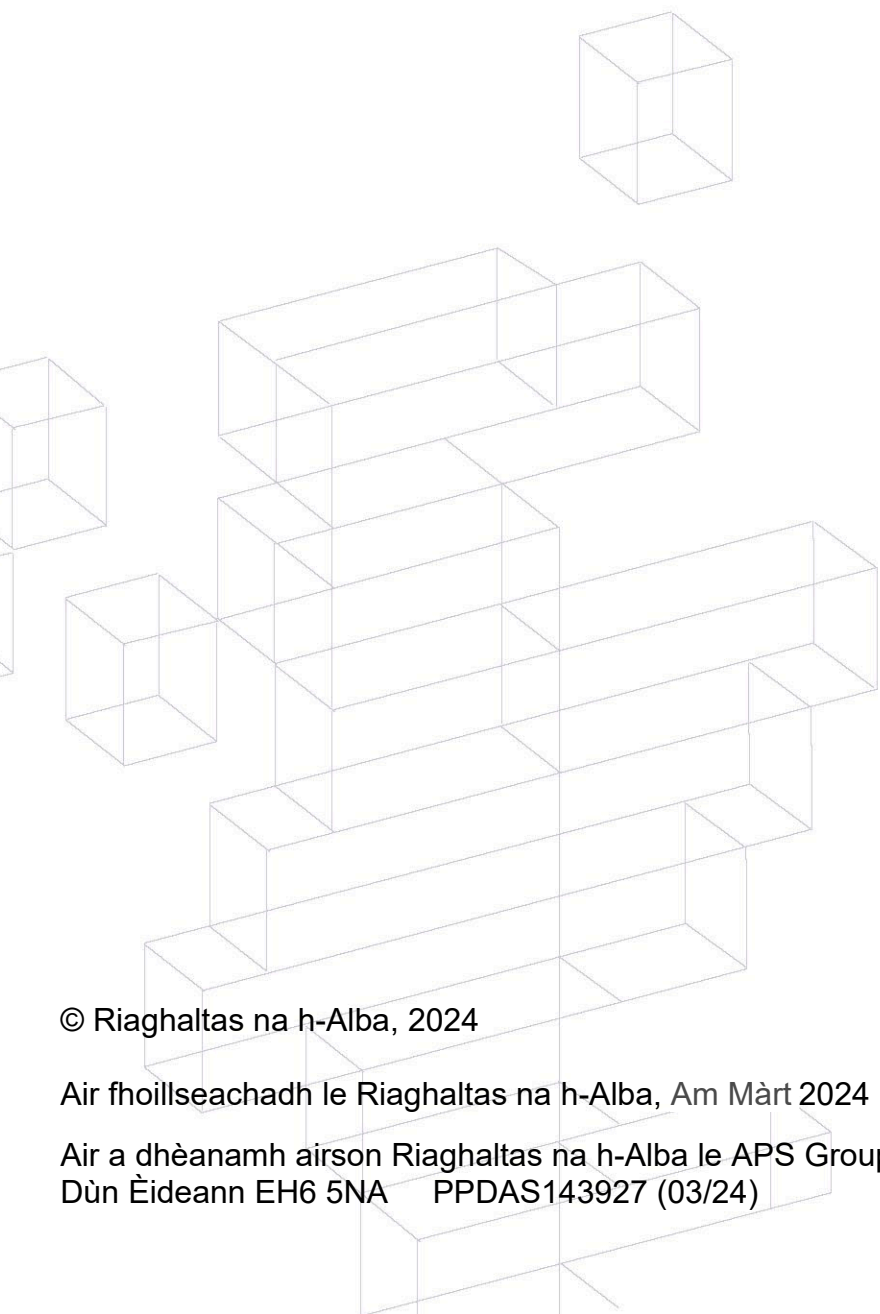 © Riaghaltas na h-Alba, 2024
Air fhoillseachadh le Riaghaltas na h-Alba, Am Màrt 2024
Air a dhèanamh airson Riaghaltas na h-Alba le APS Group
Dùn Èideann EH6 5NA PPDAS143927 (03/24)